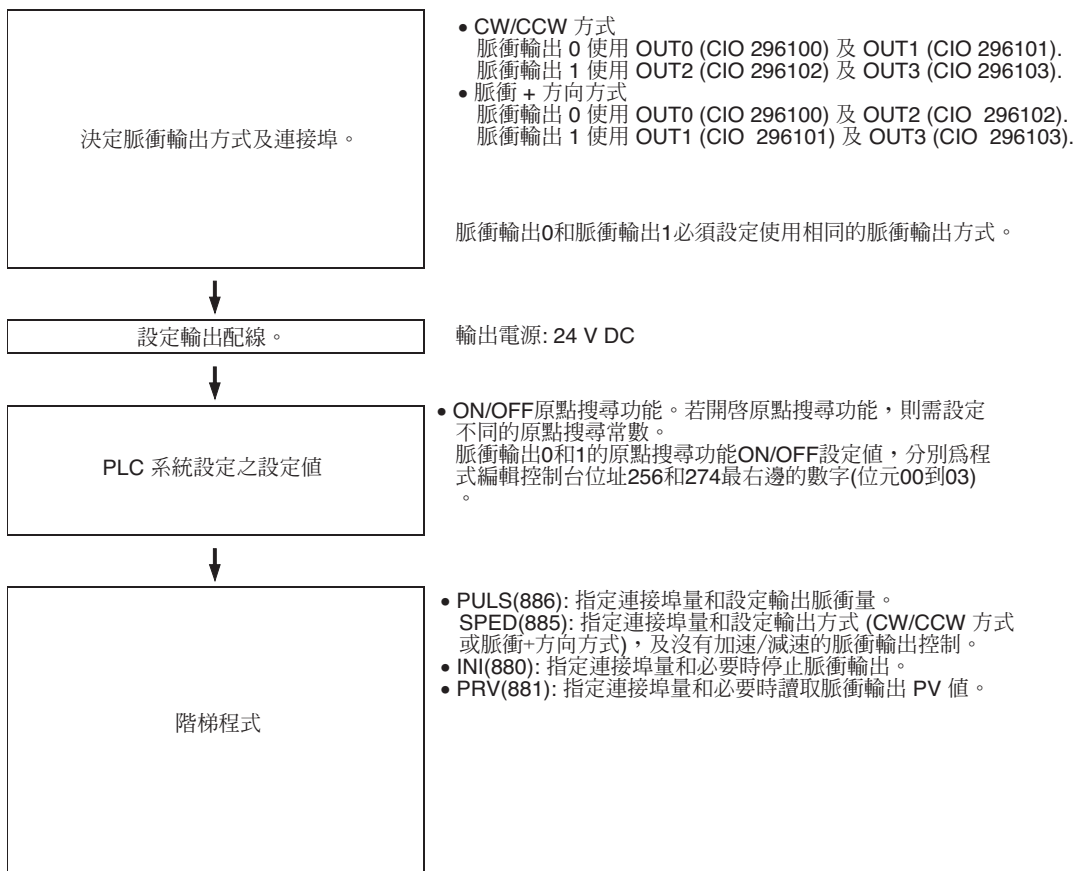 決定脈衝輸出方式及連接埠。
● CW/CCW 方式
脈衝輸出 0 使用 OUT0 (CIO 296100) 及 OUT1 (CIO 296101).
脈衝輸出 1 使用 OUT2 (CIO 296102) 及 OUT3 (CIO 296103).
● 脈衝 + 方向方式
脈衝輸出 0 使用 OUT0 (CIO 296100) 及 OUT2 (CIO 296102).
脈衝輸出 1 使用 OUT1 (CIO 296101) 及 OUT3 (CIO 296103).
脈衝輸出0和脈衝輸出1必須設定使用相同的脈衝輸出方式。
設定輸出配線。
輸出電源: 24 V DC
PLC 系統設定之設定値
● ON/OFF原點搜尋功能。若開啓原點搜尋功能，則需設定
不同的原點搜尋常數。
脈衝輸出0和1的原點搜尋功能ON/OFF設定値，分別爲程
式編輯控制台位址256和274最右邊的數字(位元00到03)
。
階梯程式
● PULS(886): 指定連接埠量和設定輸出脈衝量。
SPED(885): 指定連接埠量和設定輸出方式 (CW/CCW 方式
或脈衝+方向方式)，及沒有加速/減速的脈衝輸出控制。
● INI(880): 指定連接埠量和必要時停止脈衝輸出。
● PRV(881): 指定連接埠量和必要時讀取脈衝輸出 PV 値。